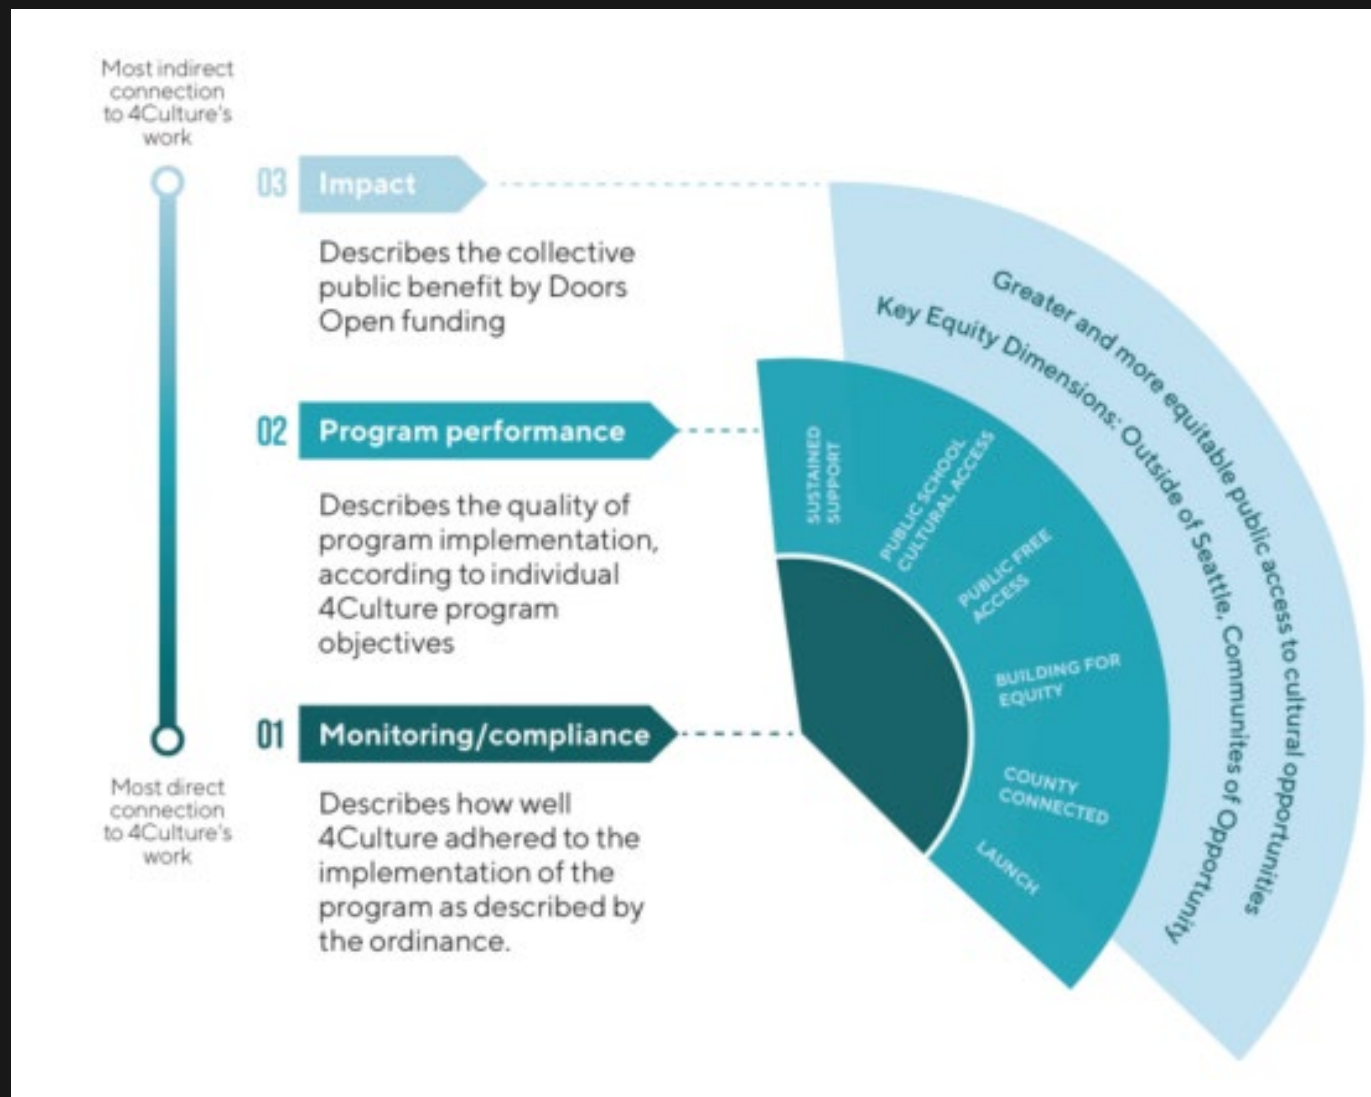 Most indirect
connection
to 4Culture's
work
03
Impact
Describes the collective
public benefit by Doors
Open funding
02
Program performance
Describes the quality of
program implementation,
according to individual
4Culture program
objectives
01
Monitoring/compliance
Describes how well
4Culture adhered to the
implementation of the
program as described by
the ordinance.
Most direct
connection
to 4Culture's
work
Greater and more equitable public access to cultural opportunities
Key Equity Dimensions: Outside of Seattle, Communites of Opportunity
SUSTAINED
SUPPORT
PUBLIC SCHOOL
CULTURAL ACCESS
PUBLIC FREE
ACCESS
BUILDING FOR
EQUITY
COUNTY
CONNECTED
LAUNCH